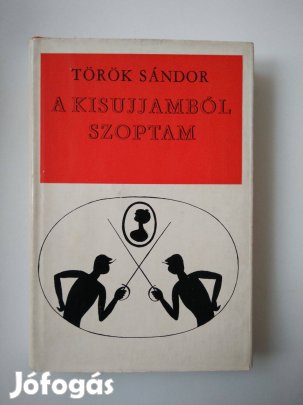 TÖRÖK SÁNDOR
A KISUJJAMBÓL
SZOPTAM
Jófogás